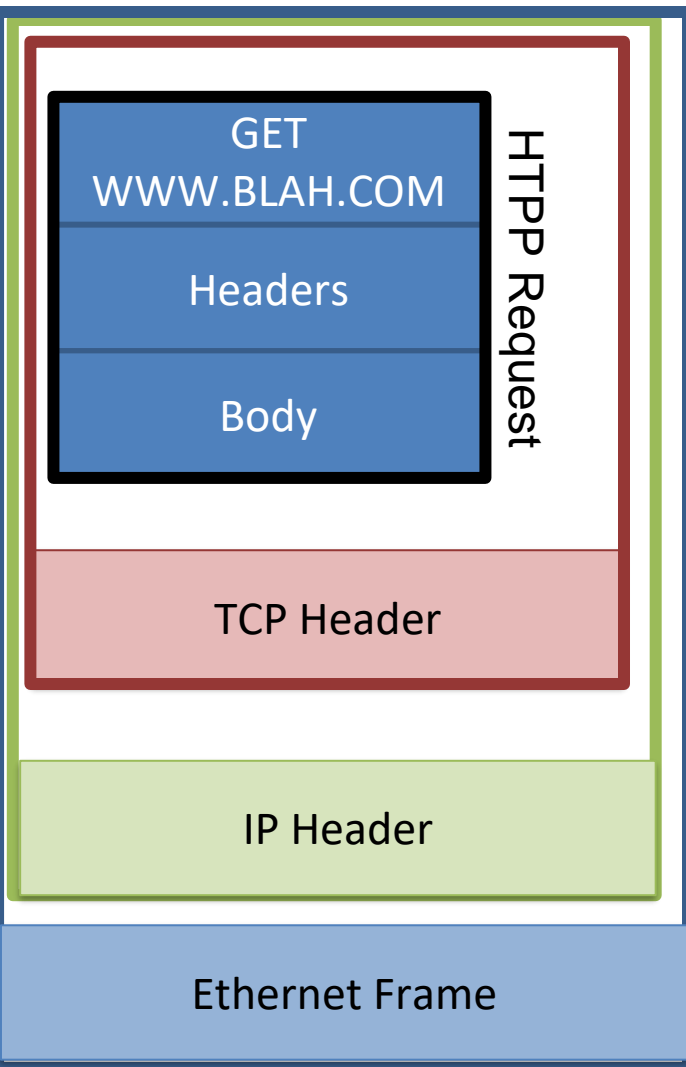 GET
WWW.BLAH.COM
Headers
Body
HTPP Request
TCP Header
IP Header
Ethernet Frame